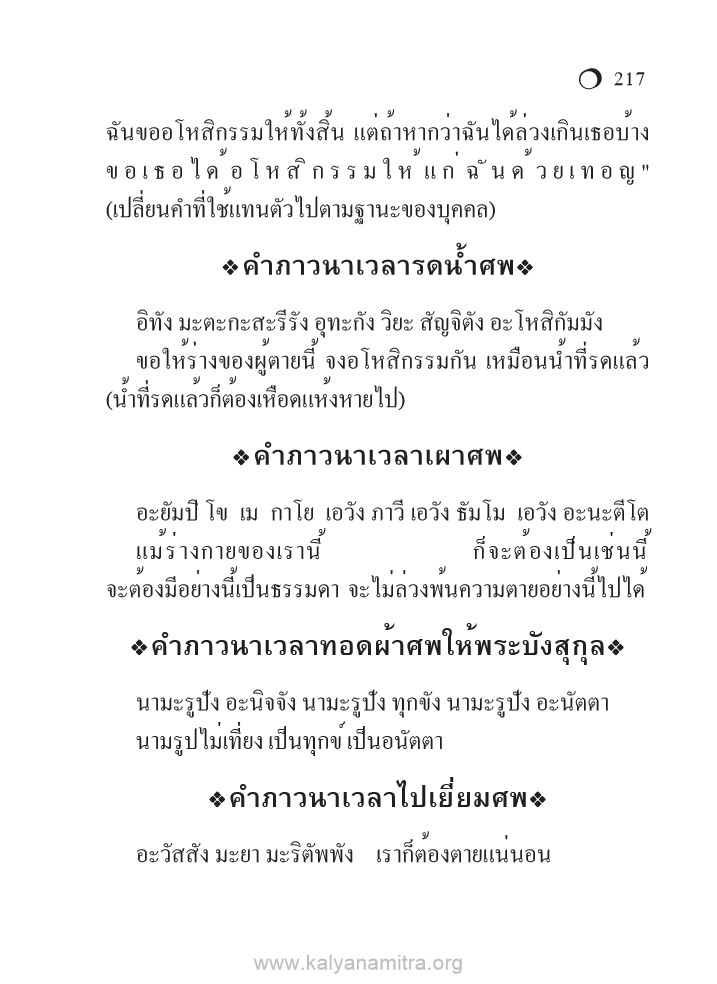 217
ฉันขออโหสิกรรมให้ทั้งสิ้น แต่ถ้าหากว่าฉันได้ล่วงเกินเธอบ้าง
ขอเธอได้อโหสิกรรมให้แก่ฉันด้วยเทอญ"
(เปลี่ยนคำที่ใช้แทนตัวไปตามฐานะของบุคคล)
❖คำภาวนาเวลารดน้ำศพ❖
อิทัง มะตะกะสะรีรัง อุทะกัง วิยะ สัญจิตัง อะโหสิกัมมัง
ขอให้ร่างของผู้ตายนี้ จงอโหสิกรรมกัน เหมือนน้ำที่รดแล้ว
(น้ำที่รดแล้วก็ต้องเหือดแห้งหายไป)
❖คำภาวนาเวลาเผาศพ❖
อะยัมปี โข เม กาโย เอวัง ภาวี เอวัง ธัมโม เอวัง อะนะตีโต
แม้ร่างกายของเรานี้ ก็จะต้องเป็นเช่นนี้
จะต้องมีอย่างนี้เป็นธรรมดา จะไม่ล่วงพ้นความตายอย่างนี้ไปได้
❖คำภาวนาเวลาทอดผ้าศพให้พระบังสุกุล❖
นามะรูปัง อะนิจจัง นามะรูปัง ทุกขัง นามะรูปัง อะนัตตา
นามรูปไม่เที่ยง เป็นทุกข์ เป็นอนัตตา
❖คำภาวนาเวลาไปเยี่ยมศพ❖
อะวัสสัง มะยา มะริตัพพัง เราก็ต้องตายแน่นอน
www.kalyanamitra.org